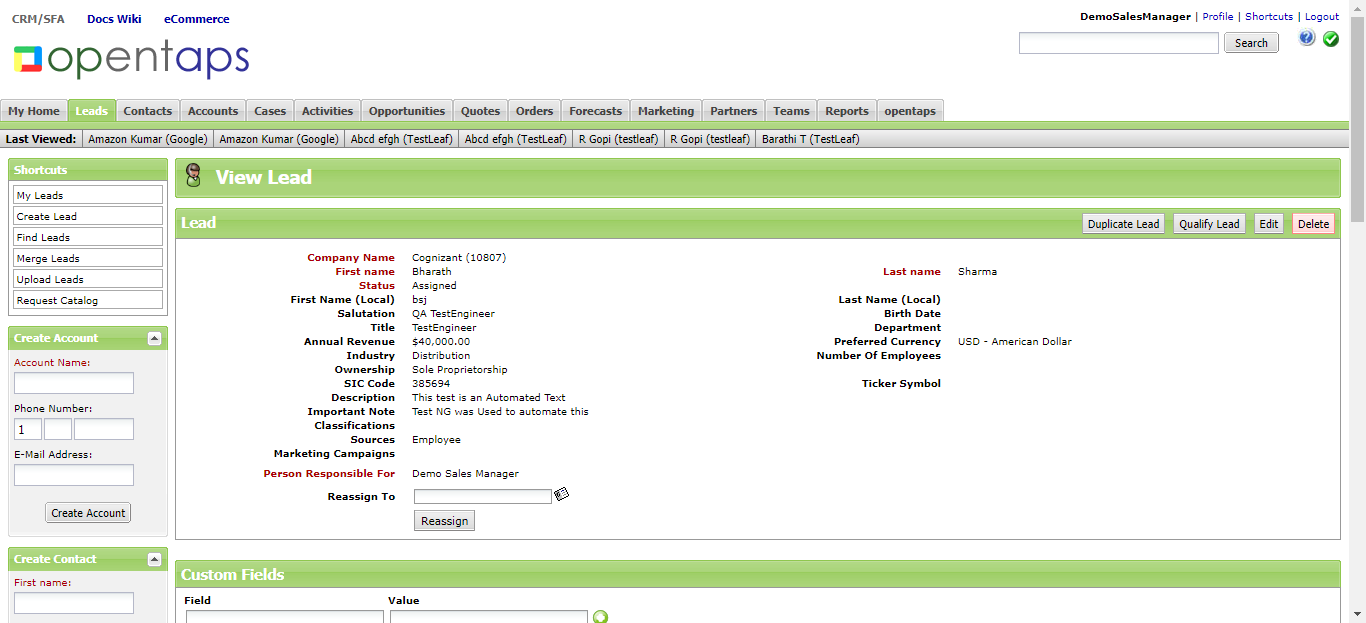 CRM/SFA Docs Wiki eCommerce
DemoSalesManager | Profile | Shortcuts | Logout
opentaps
Search
My Home Leads Contacts Accounts Cases Activities Opportunities Quotes Orders Forecasts Marketing Partners Teams Reports opentaps
Last Viewed: Amazon Kumar (Google) Amazon Kumar (Google) Abcd efgh (TestLeaf) Abcd efgh (TestLeaf) R Gopi (testleaf) R Gopi (testleaf) Barathi T (TestLeaf)
Shortcuts
My Leads
Create Lead
Find Leads
Merge Leads
Upload Leads
Request Catalog
Create Account
Account Name:
Phone Number:
1
E-Mail Address:
Create Account
Create Contact
First name:
View Lead
Lead Duplicate Lead Qualify Lead Edit Delete
Company Name Cognizant (10807)
First name Bharath Last name Sharma
Status Assigned
First Name (Local) bsj Last Name (Local)
Salutation QA TestEngineer Birth Date
Title TestEngineer Department
Annual Revenue $40,000.00 Preferred Currency USD - American Dollar
Industry Distribution Number Of Employees
Ownership Sole Proprietorship
SIC Code 385694 Ticker Symbol
Description This test is an Automated Text
Important Note Test NG was Used to automate this
Classifications
Sources Employee
Marketing Campaigns
Person Responsible For Demo Sales Manager
Reassign To
Reassign
Custom Fields
Field Value